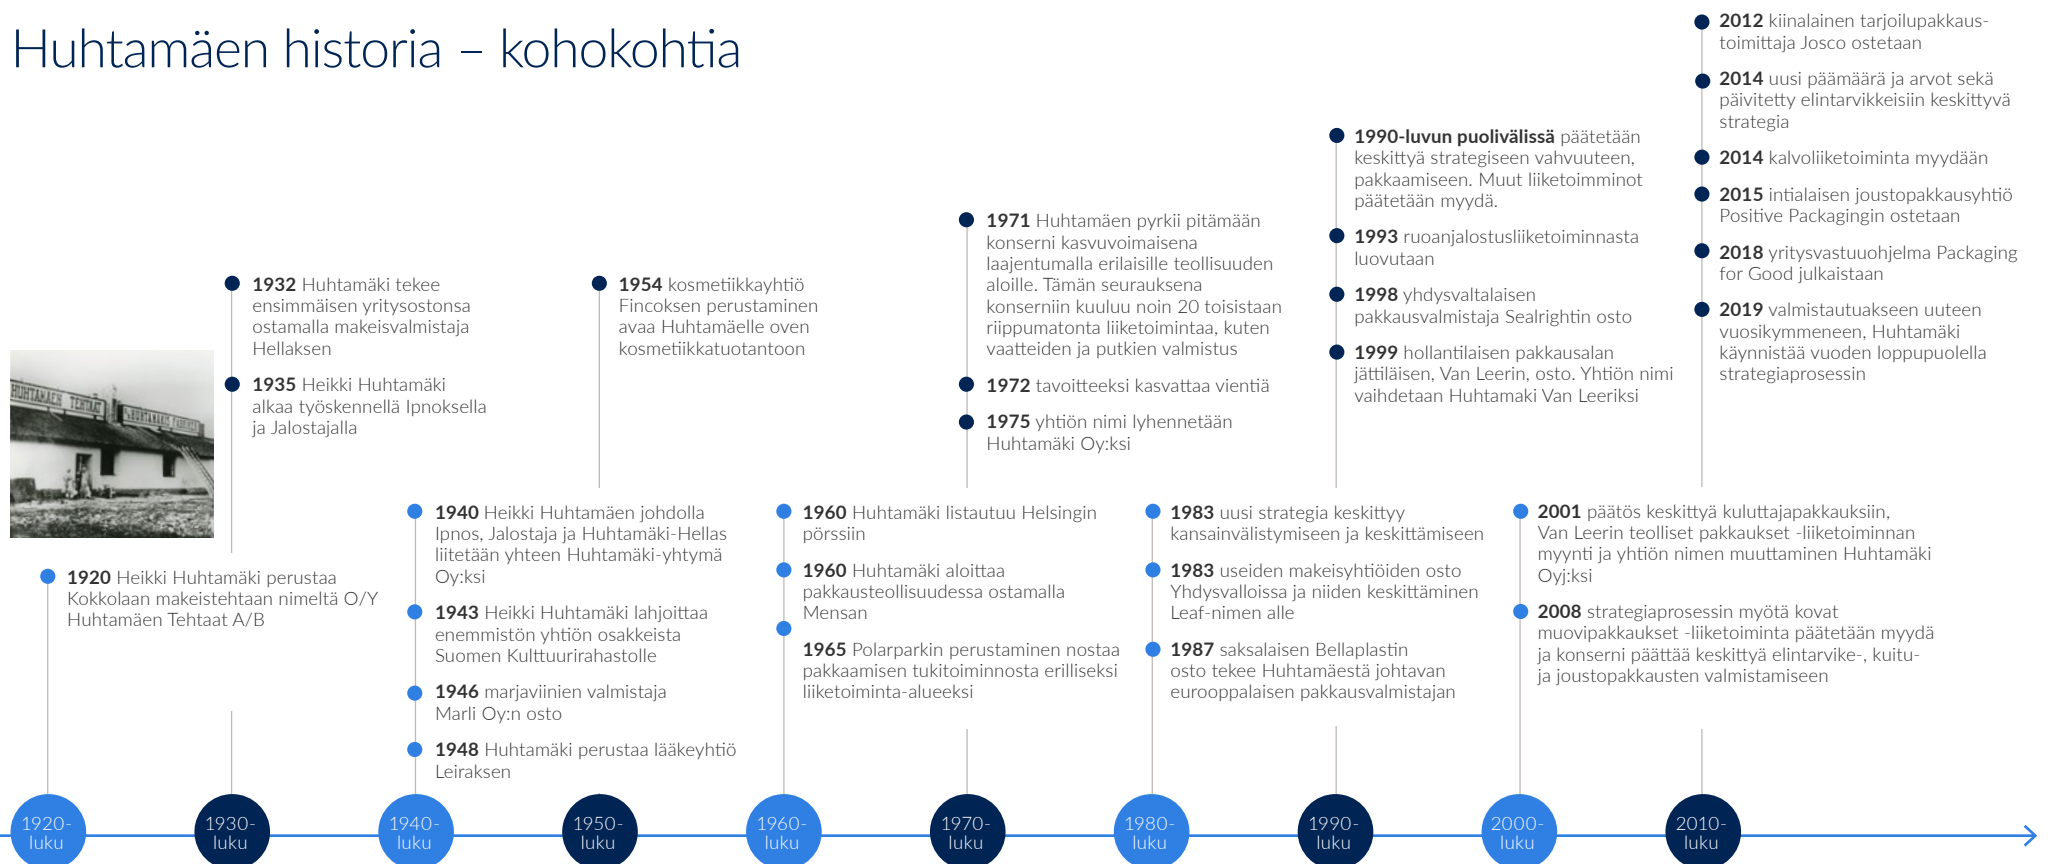 Huhtamäen historia – kohokohtia
HUHTAMÄEN TEHTAAT
1920 Heikki Huhtamäki perustaa
Kokkolaan makeistehtaan nimeltä O/Y
Huhtamäen Tehtaat A/B
1932 Huhtamäki tekee
ensimmäisen yritysostonsa
ostamalla makeisvalmistaja
Hellaksen
1935 Heikki Huhtamäki
alkaa työskennellä Ipnoksella
ja Jalostajalla
1940 Heikki Huhtamäen johdolla
Ipnos, Jalostaja ja Huhtamäki-Hellas
liitetään yhteen Huhtamäki-yhtymä
Oy:ksi
1943 Heikki Huhtamäki lahjoittaa
enemmistön yhtiön osakkeista
Suomen Kulttuurirahastolle
1946 marjaviinien valmistaja
Marli Oy:n osto
1948 Huhtamäki perustaa lääkeyhtiö
Leiraksen
1954 kosmetiikkayhtiö
Fincoksen perustaminen
avaa Huhtamäelle oven
kosmetiikkatuotantoon
1960 Huhtamäki listautuu Helsingin
pörssiin
1960 Huhtamäki aloittaa
pakkausteollisuudessa ostamalla
Mensan
1965 Polarparkin perustaminen nostaa
pakkaamisen tukitoiminnosta erilliseksi
liiketoiminta-alueeksi
1971 Huhtamäen pyrkii pitämään
konserni kasvuvoimaisena
laajentumalla erilaisille teollisuuden
aloille. Tämän seurauksena
konserniin kuuluu noin 20 toisistaan
riippumatonta liiketoimintaa, kuten
vaatteiden ja putkien valmistus
1972 tavoitteeksi kasvattaa vientiä
1975 yhtiön nimi lyhennetään
Huhtamäki Oy:ksi
1983 uusi strategia keskittyy
kansainvälistymiseen ja keskittämiseen
1983 useiden makeisyhtiöiden osto
Yhdysvalloissa ja niiden keskittäminen
Leaf-nimen alle
1987 saksalaisen Bellaplastin
osto tekee Huhtamäestä johtavan
eurooppalaisen pakkausvalmistajan
1990-luvun puolivälissä päätetään
keskittyä strategiseen vahvuuteen,
pakkaamiseen. Muut liiketoimminot
päätetään myydä.
1993 ruoanjalostusliiketoiminnasta
luovutaan
1998 yhdysvaltalaisen
pakkausvalmistaja Sealrightin osto
1999 hollantilaisen pakkausalan
jättiläisen, Van Leerin, osto. Yhtiön nimi
vaihdetaan Huhtamaki Van Leeriksi
2001 päätös keskittyä kuluttajapakkauksiin,
Van Leerin teolliset pakkaukset -liiketoiminnan
myynti ja yhtiön nimen muuttaminen Huhtamäki
Oyj:ksi
2008 strategiaprosessin myötä kovat
muovipakkaukset -liiketoiminta päätetään myydä
ja konserni päättää keskittyä elintarvike-, kuitu-
ja joustopakkausten valmistamiseen
2012 kiinalainen tarjoilupakkaus-
toimittaja Josco ostetaan
2014 uusi päämäärä ja arvot sekä
päivitetty elintarvikkeisiin keskittyvä
strategia
2014 kalvoliiketoiminta myydään
2015 intialaisen joustopakkausyhtiö
Positive Packagingin ostetaan
2018 yritysvastuuohjelma Packaging
for Good julkaistaan
2019 valmistautuakseen uuteen
vuosikymmeneen, Huhtamäki
käynnistää vuoden loppupuolella
strategiaprosessin
1920-
luku
1930-
luku
1940-
luku
1950-
luku
1960-
luku
1970-
luku
1980-
luku
1990-
luku
2000-
luku
2010-
luku